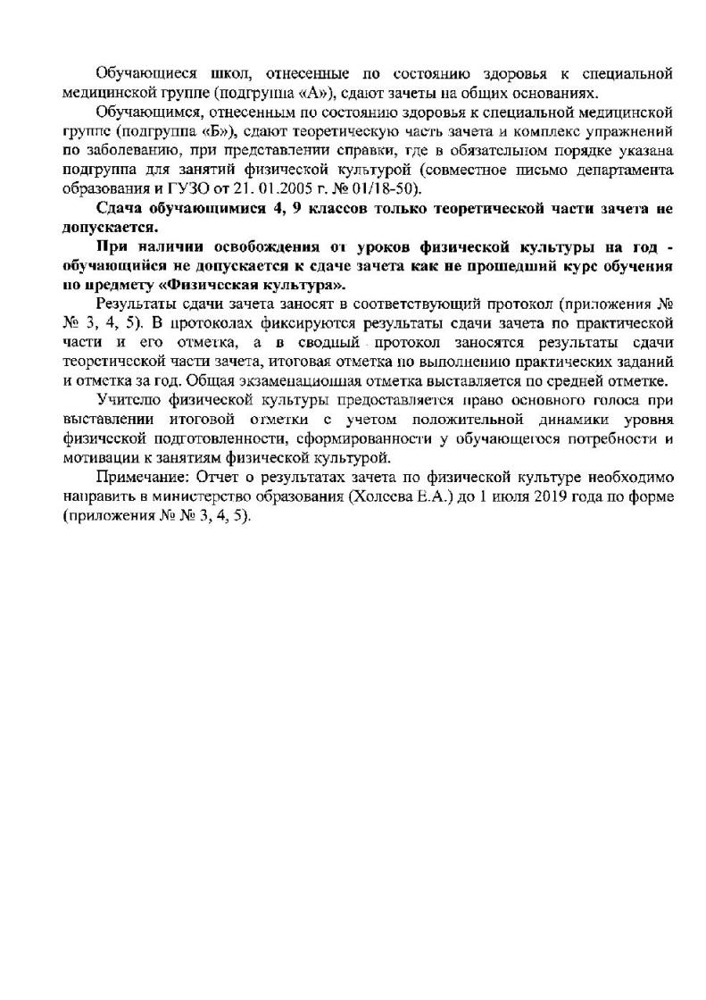 Обучающиеся школ, отнесенные по состоянию здоровья к специальной
медицинской группе (подгруппа «А»), сдают зачеты на общих основаниях.
Обучающимся, отнесенным по состоянию здоровья к специальной медицинской
группе (подгруппа «Б»), сдают теоретическую часть зачета и комплекс упражнений
по заболеванию, при представлении справки, где в обязательном порядке указана
подгруппа для занятий физической культурой (совместное письмо департамента
образования и ГУЗО от 21. 01.2005 г. № 01/18-50).
Сдача обучающимися 4, 9 классов только теоретической части зачета не
допускается.
При наличии освобождения от уроков физической культуры на год -
обучающийся не допускается к сдаче зачета как не прошедший курс обучения
по предмету «Физическая культура».
Результаты сдачи зачета заносят в соответствующий протокол (приложения №
№ 3, 4, 5). В протоколах фиксируются результаты сдачи зачета по практической
части и его отметка, а в сводный протокол заносятся результаты сдачи
теоретической части зачета, итоговая отметка по выполнению практических заданий
и отметка за год. Общая экзаменационная отметка выставляется по средней отметке.
Учителю физической культуры предоставляется право основного голоса при
выставлении итоговой отметки с учетом положительной динамики уровня
физической подготовленности, сформированности у обучающегося потребности и
мотивации к занятиям физической культурой.
Примечание: Отчет о результатах зачета по физической культуре необходимо
направить в министерство образования (Холеева Е.А.) до 1 июля 2019 года по форме
(приложения № № 3, 4, 5).